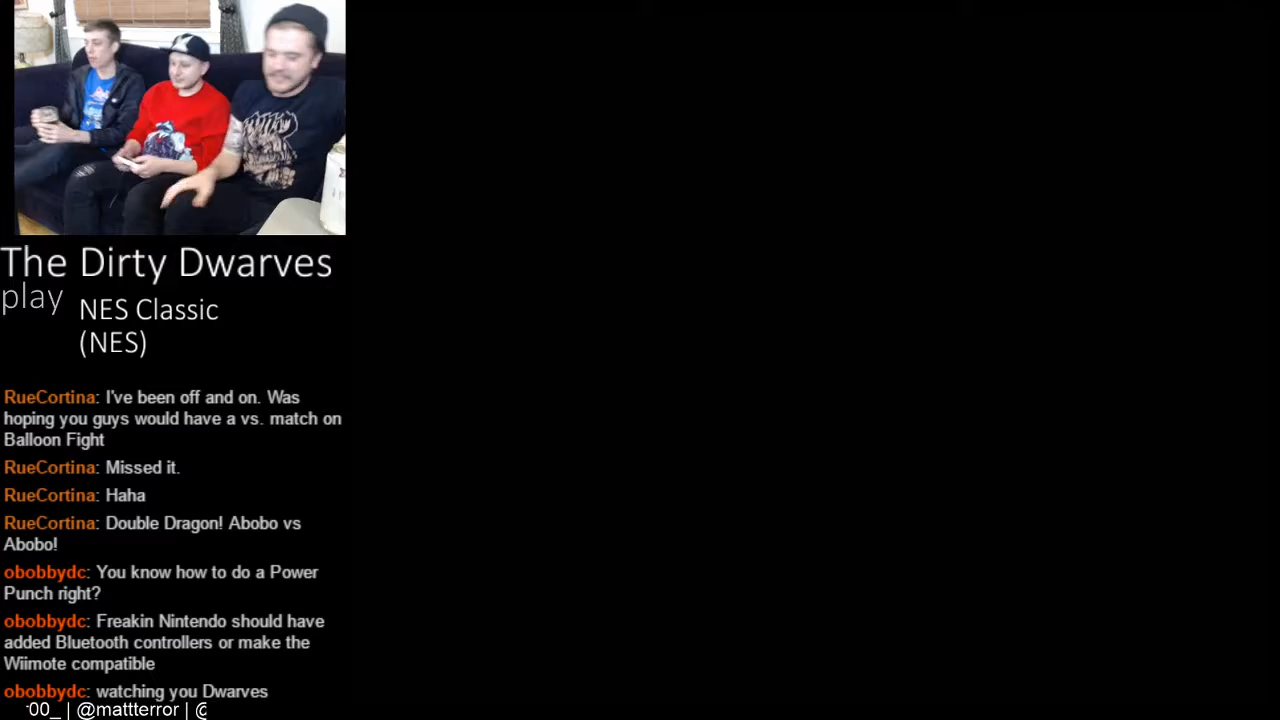 The Dirty Dwarves
play
NES Classic
(NES)
RueCortina: I've been off and on. Was
hoping you guys would have a vs. match on
Balloon Fight
RueCortina: Missed it.
RueCortina: Haha
RueCortina: Double Dragon! Abobo vs
Abobo!
obobbydc: You know how to do a Power
Punch right?
obobbydc: Freakin Nintendo should have
added Bluetooth controllers or make the
Wiimote compatible
obobbydc: watching you Dwarves
00_ | @mattterror | @